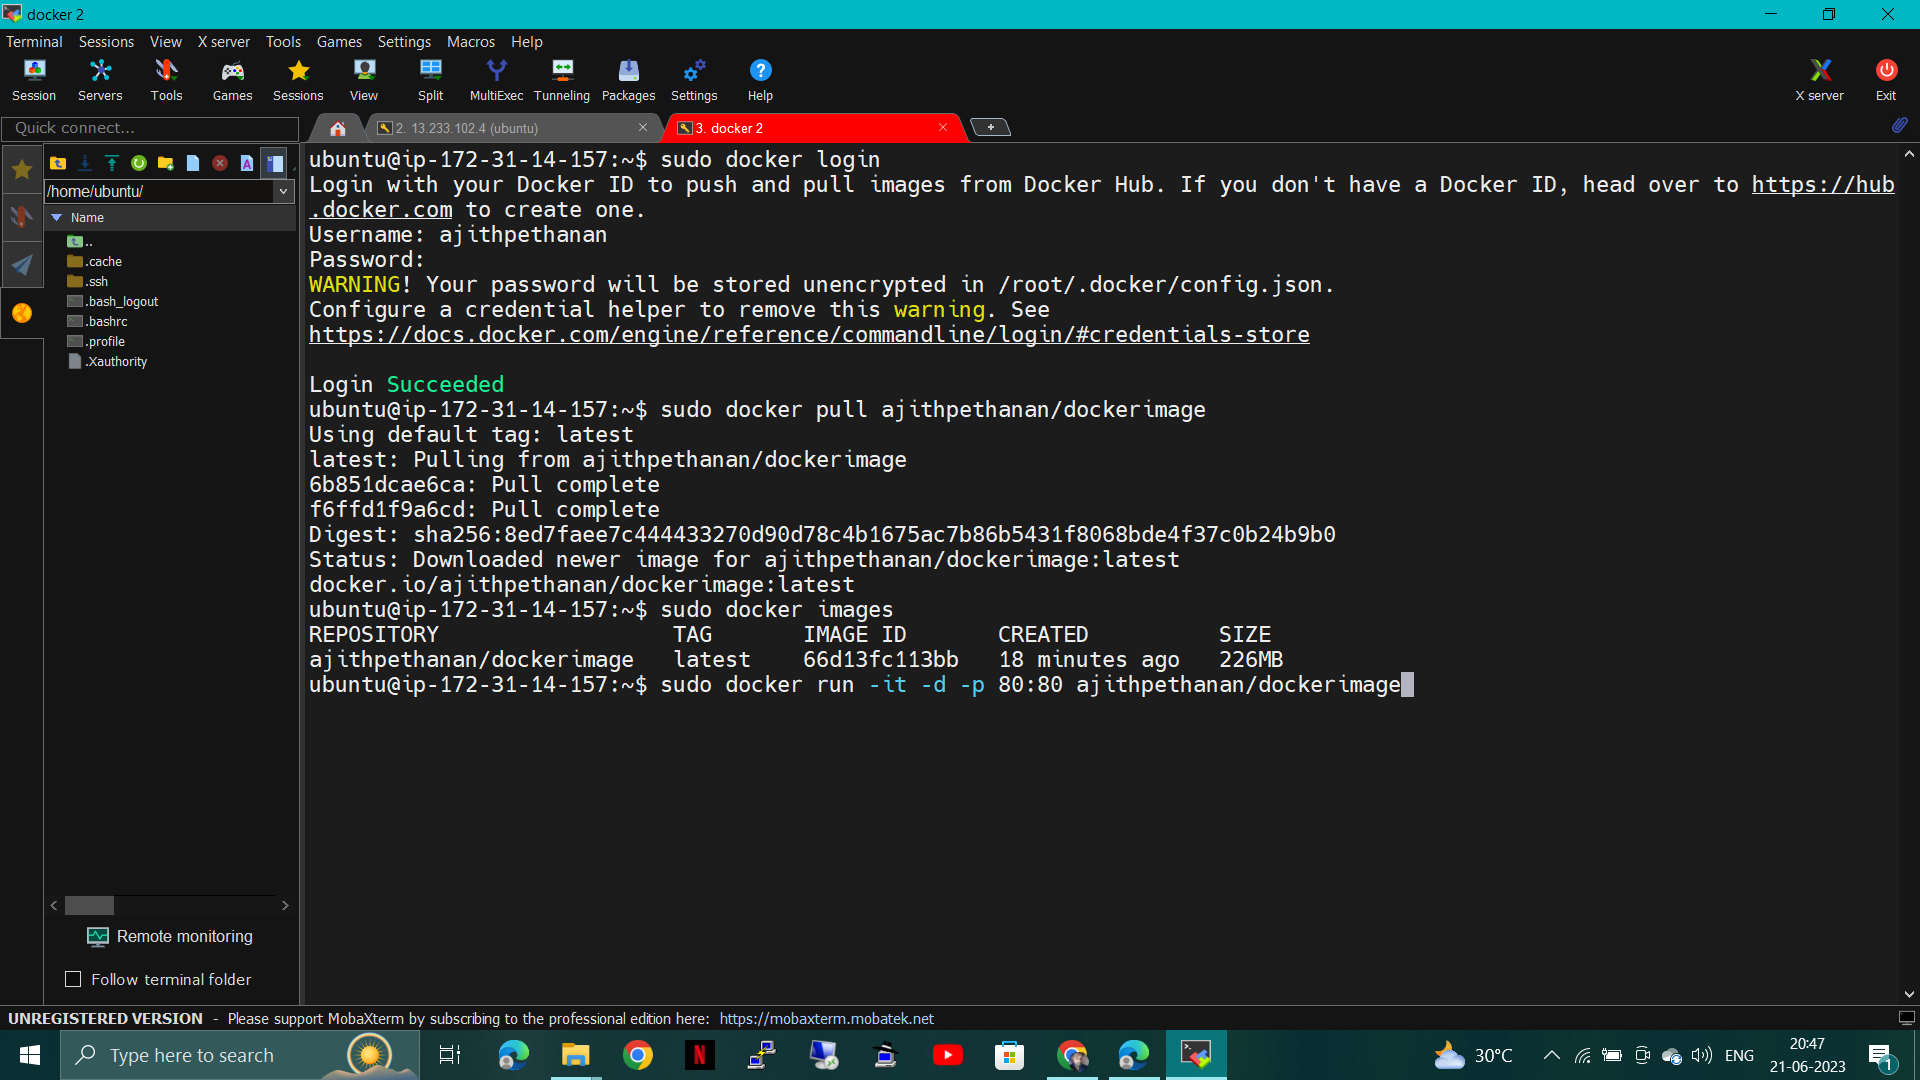 docker 2
Terminal Sessions View X server Tools Games Settings Macros Help
Session Servers Tools Games Sessions View Split MultiExec Tunneling Packages Settings Help X server Exit
Quick connect...
2. 13.233.102.4 (ubuntu)
3. docker 2
/home/ubuntu/
Name
..
.cache
.ssh
.bash_logout
.bashrc
.profile
.Xauthority
Remote monitoring
Follow terminal folder
ubuntu@ip-172-31-14-157:~$ sudo docker login
Login with your Docker ID to push and pull images from Docker Hub. If you don't have a Docker ID, head over to https://hub
.docker.com to create one.
Username: ajithpethanan
Password:
WARNING! Your password will be stored unencrypted in /root/.docker/config.json.
Configure a credential helper to remove this warning. See
https://docs.docker.com/engine/reference/commandline/login/#credentials-store
Login Succeeded
ubuntu@ip-172-31-14-157:~$ sudo docker pull ajithpethanan/dockerimage
Using default tag: latest
latest: Pulling from ajithpethanan/dockerimage
6b851dcae6ca: Pull complete
f6ffd1f9a6cd: Pull complete
Digest: sha256:8ed7faee7c444433270d90d78c4b1675ac7b86b5431f8068bde4f37c0b24b9b0
Status: Downloaded newer image for ajithpethanan/dockerimage:latest
docker.io/ajithpethanan/dockerimage:latest
ubuntu@ip-172-31-14-157:~$ sudo docker images
REPOSITORY TAG IMAGE ID CREATED SIZE
ajithpethanan/dockerimage latest 66d13fc113bb 18 minutes ago 226MB
ubuntu@ip-172-31-14-157:~$ sudo docker run -it -d -p 80:80 ajithpethanan/dockerimage
UNREGISTERED VERSION - Please support MobaXterm by subscribing to the professional edition here: https://mobaxterm.mobatek.net
Type here to search
30°C
ENG
20:47
21-06-2023
1